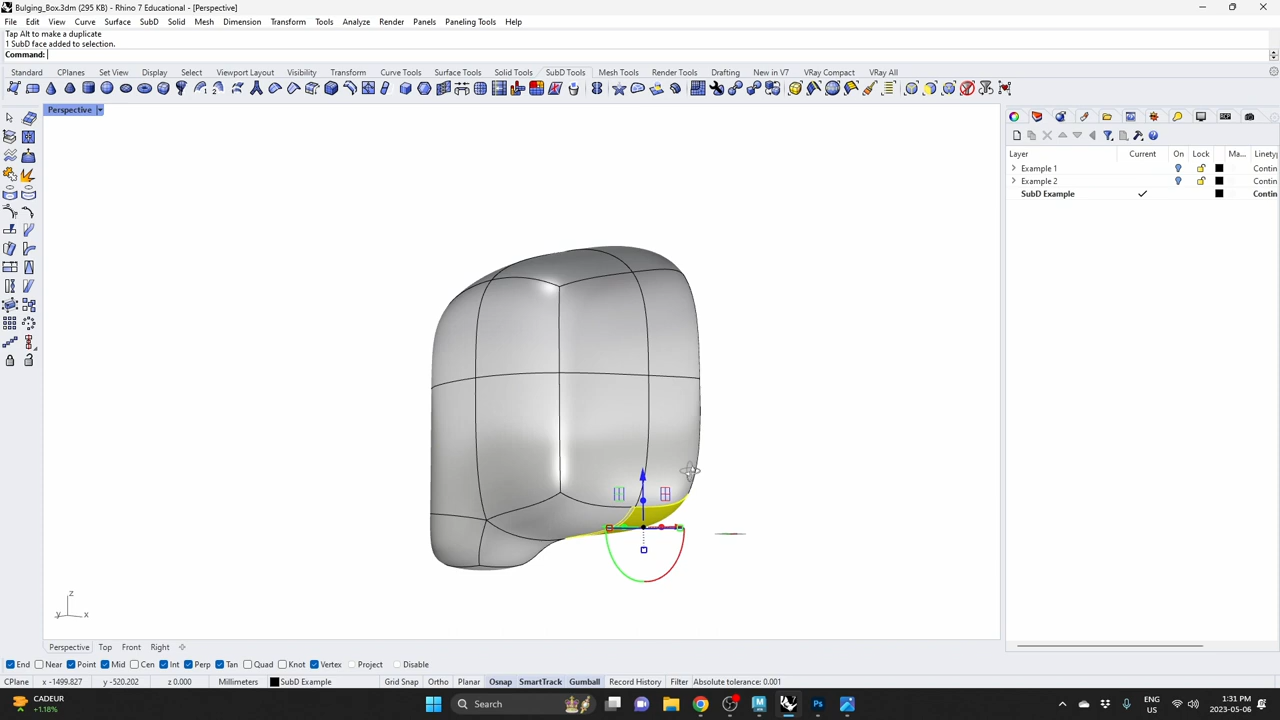 Bulging_Box.3dm (295 KB) - Rhino 7 Educational - [Perspective]
File Edit View Curve Surface SubD Solid Mesh Dimension Transform Tools Analyze Render Panels Paneling Tools Help
Tap Alt to make a duplicate
1 SubD face added to selection.
Command:
Standard CPlanes Set View Display Select Viewport Layout Visibility Transform Curve Tools Surface Tools Solid Tools SubD Tools Mesh Tools Render Tools Drafting New in V7 VRay Compact VRay All
Perspective
Layer Current On Lock Ma... Linety
Example 1 Contin
Example 2 Contin
SubD Example Contin
z
y x
Perspective Top Front Right
End Near Point Mid Cen Int Perp Tan Quad Knot Vertex Project Disable
CPlane x -1499.827 y -520.202 z 0.000 Millimeters SubD Example Grid Snap Ortho Planar Osnap SmartTrack Gumball Record History Filter Absolute tolerance: 0.001
CADEUR
+1.18%
Search
ENG
US
1:31 PM
2023-05-06